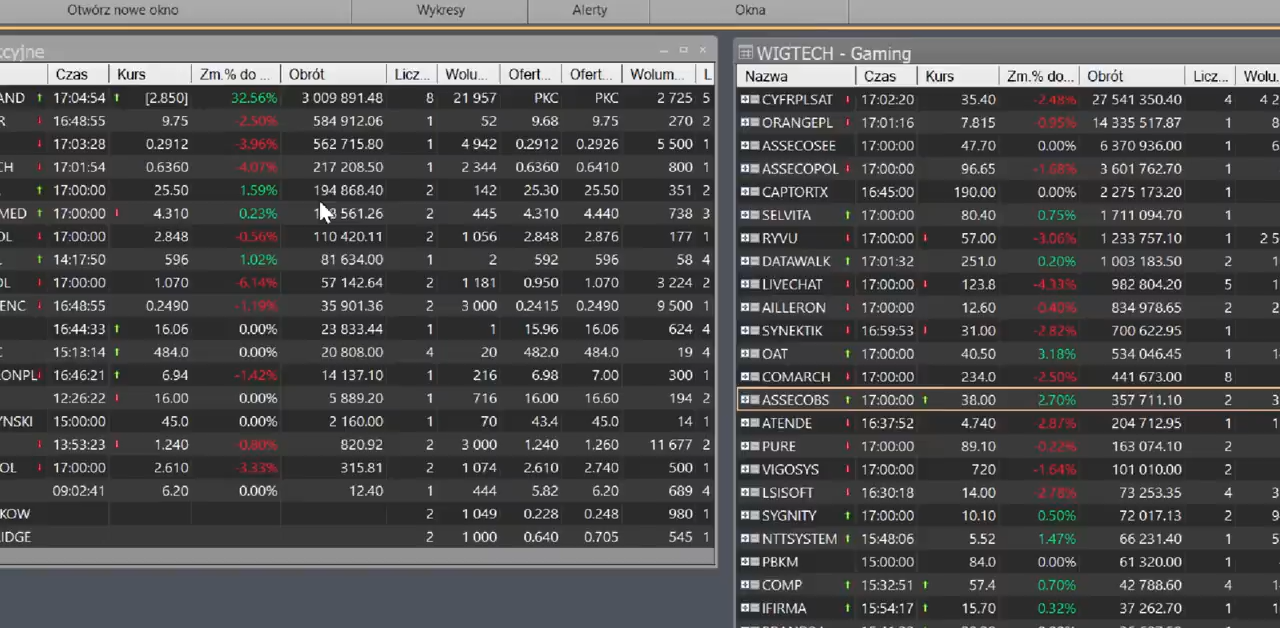 Otwórz nowe okno Wykresy Alerty Okna
cyjne
Czas Kurs Zm.% do ... Obrót Licz... Wolu... Ofert... Ofert... Wolum... L
AND 17:04:54 [2.850] 32.56% 3 009 891.48 8 21 957 PKC PKC 2 725 5
R 16:48:55 9.75 -2.50% 584 912.06 1 52 9.68 9.75 270 2
17:03:28 0.2912 -3.96% 562 715.80 1 4 942 0.2912 0.2926 5 500 1
CH 17:01:54 0.6360 -4.07% 217 208.50 1 2 344 0.6360 0.6410 800 1
17:00:00 25.50 1.59% 194 868.40 2 142 25.30 25.50 351 2
MED 17:00:00 4.310 0.23% 561.26 2 445 4.310 4.440 738 3
OL 17:00:00 2.848 -0.56% 110 420.11 2 1 056 2.848 2.876 177 1
14:17:50 596 1.02% 81 634.00 1 2 592 596 58 4
OL 17:00:00 1.070 -6.14% 57 142.64 2 1 181 0.950 1.070 3 224 2
ENC 16:48:55 0.2490 -1.19% 35 901.36 2 3 000 0.2415 0.2490 9 500 1
16:44:33 16.06 0.00% 23 833.44 1 1 15.96 16.06 624 4
C 15:13:14 484.0 0.00% 20 808.00 4 20 482.0 484.0 19 4
ONPL 16:46:21 6.94 -1.42% 14 137.10 1 216 6.98 7.00 300 1
12:26:22 16.00 0.00% 5 889.20 1 716 16.00 16.60 194 2
YNSKI 15:00:00 45.0 0.00% 2 160.00 1 70 43.4 45.0 14 1
13:53:23 1.240 -0.80% 820.92 2 3 000 1.240 1.260 11 677 2
OL 17:00:00 2.610 -3.33% 315.81 2 1 074 2.610 2.740 500 1
09:02:41 6.20 0.00% 12.40 1 444 5.82 6.20 689 4
KOW 2 1 049 0.228 0.248 980 1
IDGE 2 1 000 0.640 0.705 545 1
WIGTECH - Gaming
Nazwa Czas Kurs Zm.% do... Obrót Licz... Wolu.
CYFRPLSAT 17:02:20 35.40 -2.48% 27 541 350.40 4 4 2
ORANGEPL 17:01:16 7.815 -0.95% 14 335 517.87 1 8
ASSECOSEE 17:00:00 47.70 0.00% 6 370 936.00 1 6
ASSECOPOL 17:00:00 96.65 -1.68% 3 601 762.70 1
CAPTORTX 16:45:00 190.00 0.00% 2 275 173.20 1
SELVITA 17:00:00 80.40 0.75% 1 711 094.70 1
RYVU 17:00:00 57.00 -3.06% 1 233 757.10 1 2 5
DATAWALK 17:01:32 251.0 0.20% 1 003 183.50 2 1
LIVECHAT 17:00:00 123.8 -4.33% 982 804.20 5 1
AILLERON 17:00:00 12.60 -0.40% 834 978.65 2 2
SYNEKTIK 16:59:53 31.00 -2.82% 700 622.95 1
OAT 17:00:00 40.50 3.18% 534 046.45 1 1
COMARCH 17:00:00 234.0 -2.50% 441 673.00 8
ASSECOBS 17:00:00 38.00 2.70% 357 711.10 2 3
ATENDE 16:37:52 4.740 -2.87% 204 712.95 1 1
PURE 17:00:00 89.10 -0.22% 163 074.10 2
VIGOSYS 17:00:00 720 -1.64% 101 010.00 2
LSISOFT 16:30:18 14.00 -2.78% 73 253.35 4 3
SYGNITY 17:00:00 10.10 0.50% 72 017.13 2 9
NTTSYSTEM 15:48:06 5.52 1.47% 66 231.40 1 5
PBKM 17:00:00 84.0 0.00% 61 320.00 1
COMP 15:32:51 57.4 0.70% 42 788.60 4 1
IFIRMA 15:54:17 15.70 0.32% 37 262.70 1 1